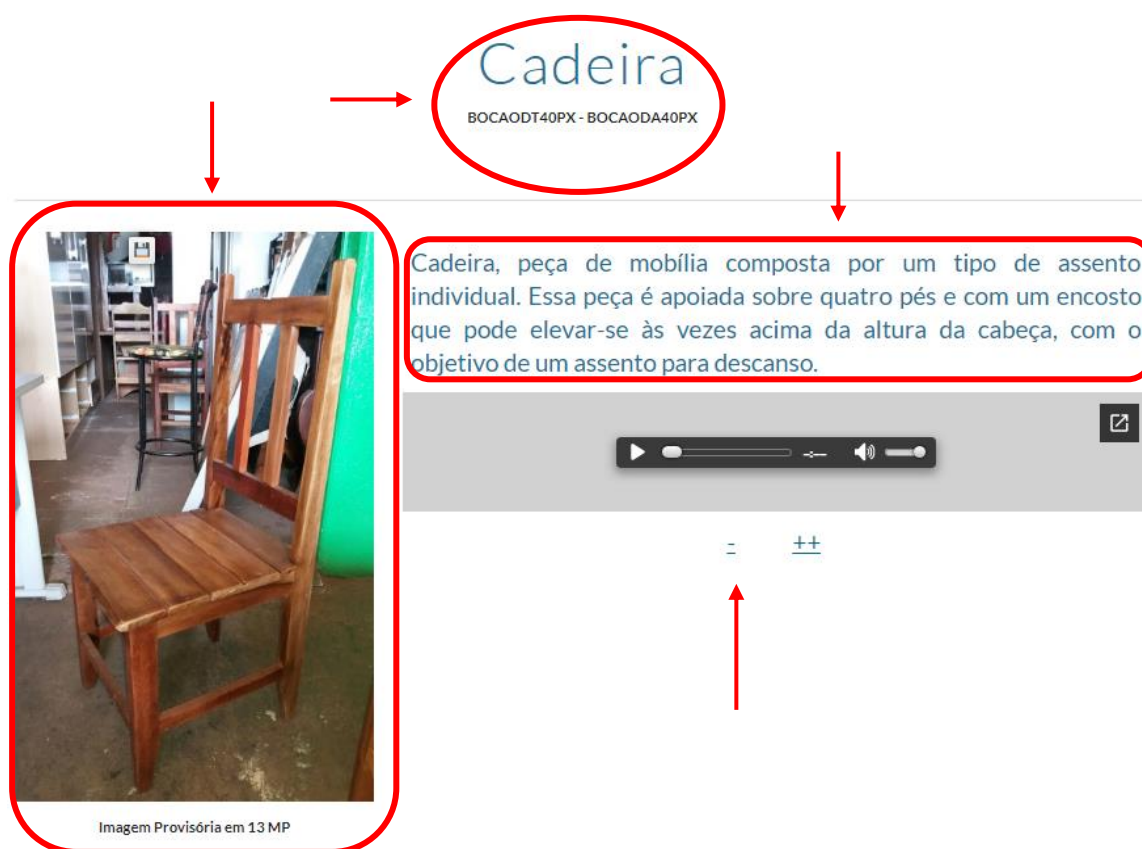 Cadeira
BOCAODT40PX - BOCAODA40PX
Cadeira, peça de mobília composta por um tipo de assento
individual. Essa peça é apoiada sobre quatro pés e com um encosto
que pode elevar-se às vezes acima da altura da cabeça, com o
objetivo de um assento para descanso.
--:--
- ++
Imagem Provisória em 13 MP